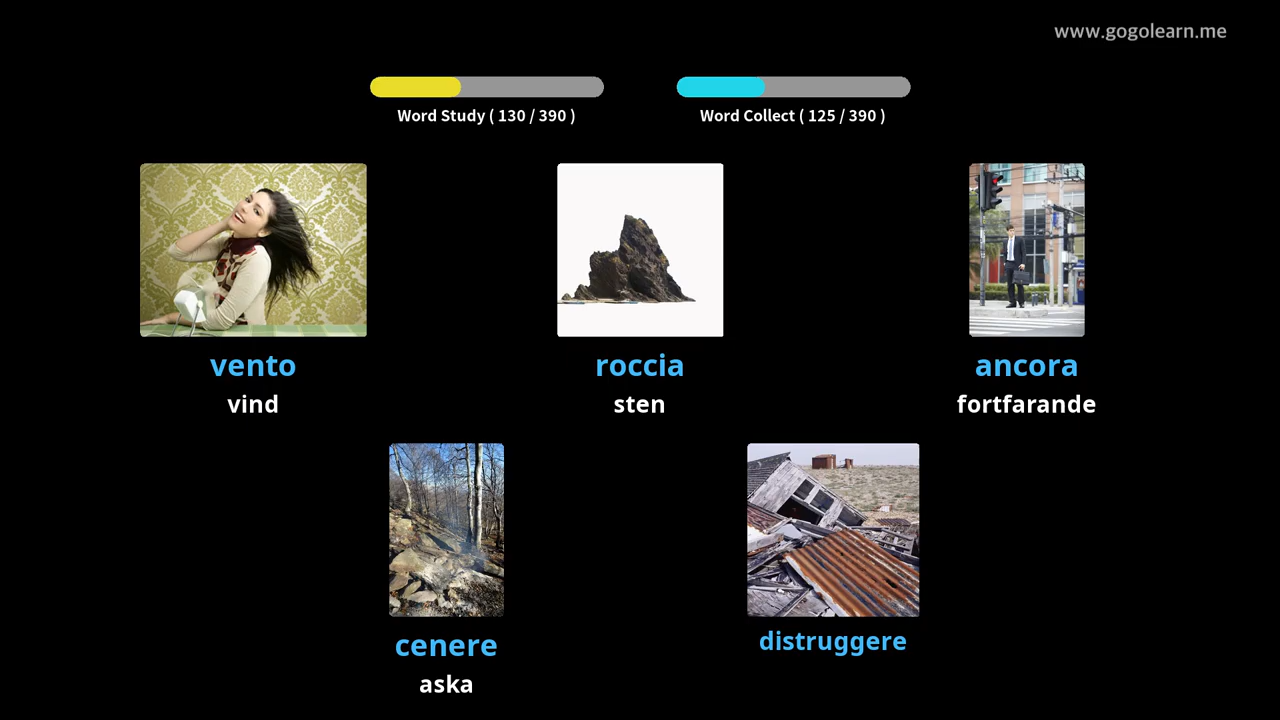 www.gogolearn.me
Word Study ( 130 / 390 )
Word Collect ( 125 / 390 )
vento
vind
roccia
sten
ancora
fortfarande
cenere
aska
distruggere